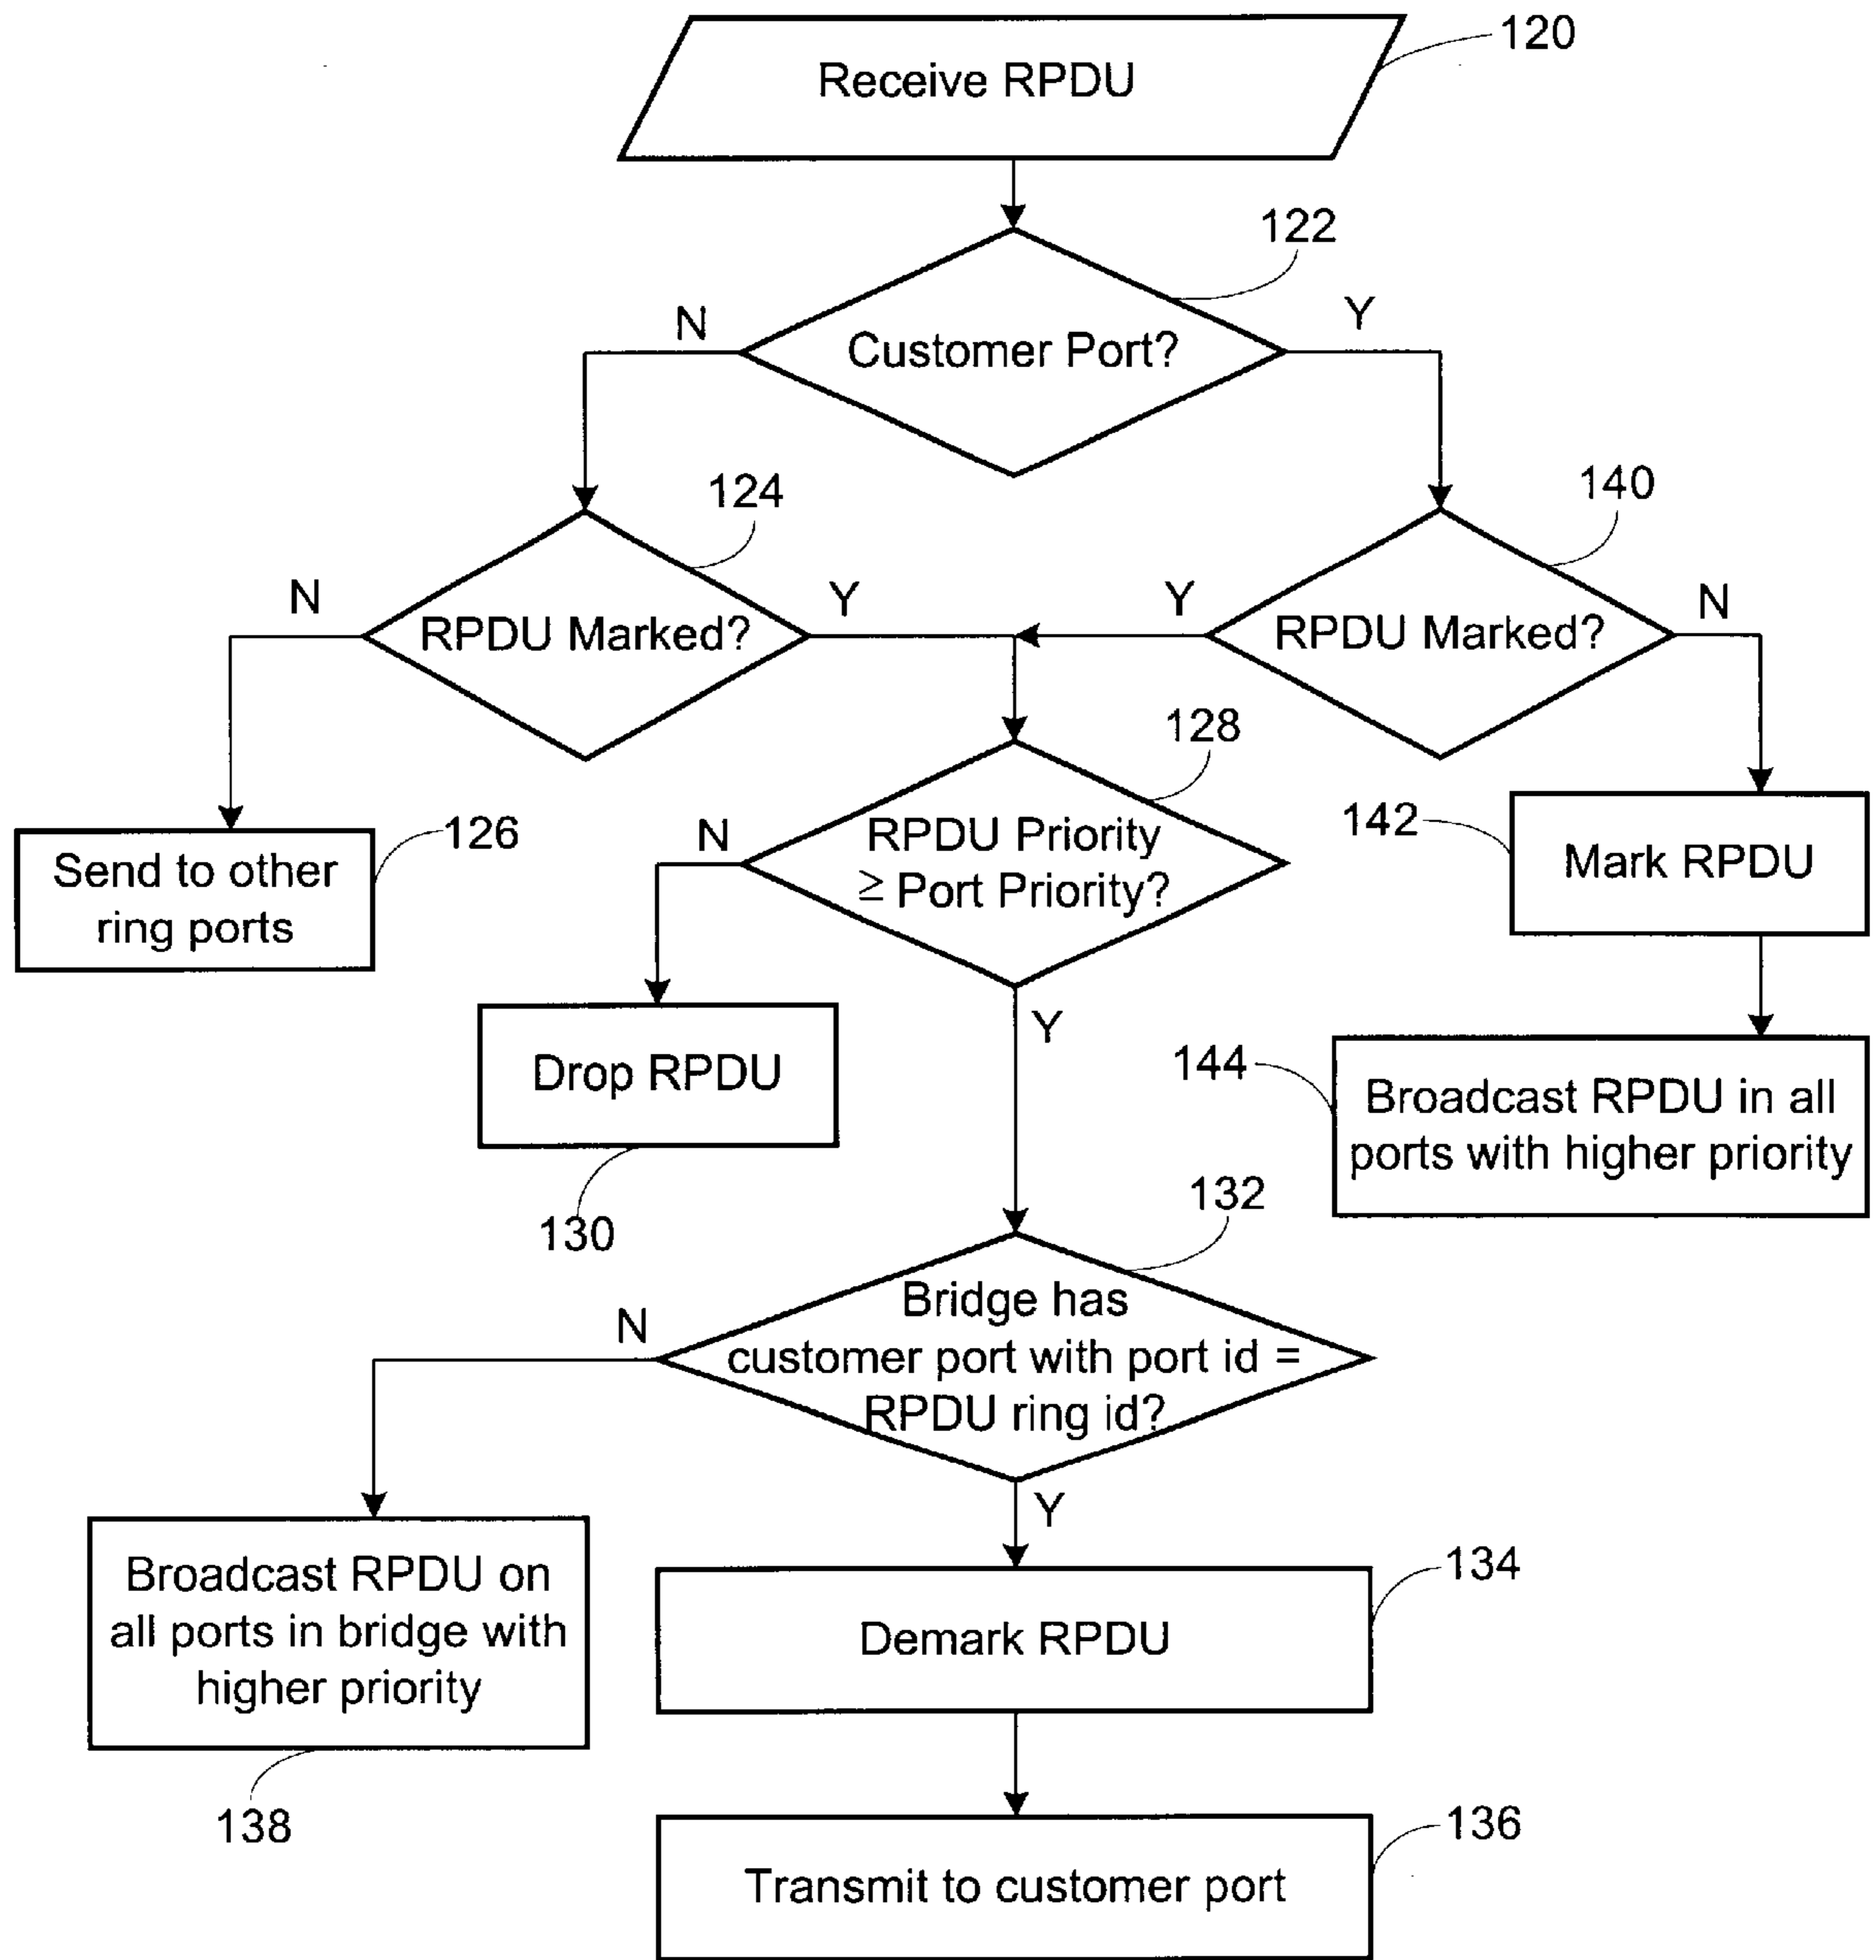 Receive RPDU
120
122
N
Y
Customer Port?
124
140
N
RPDU Marked?
Y
Y
RPDU Marked?
N
128
126
Send to other
ring ports
N
RPDU Priority
≥ Port Priority?
142
Mark RPDU
Y
Drop RPDU
130
144
Broadcast RPDU in all
ports with higher priority
132
N
Bridge has
customer port with port id =
RPDU ring id?
Y
Broadcast RPDU on
all ports in bridge with
higher priority
138
134
Demark RPDU
136
Transmit to customer port